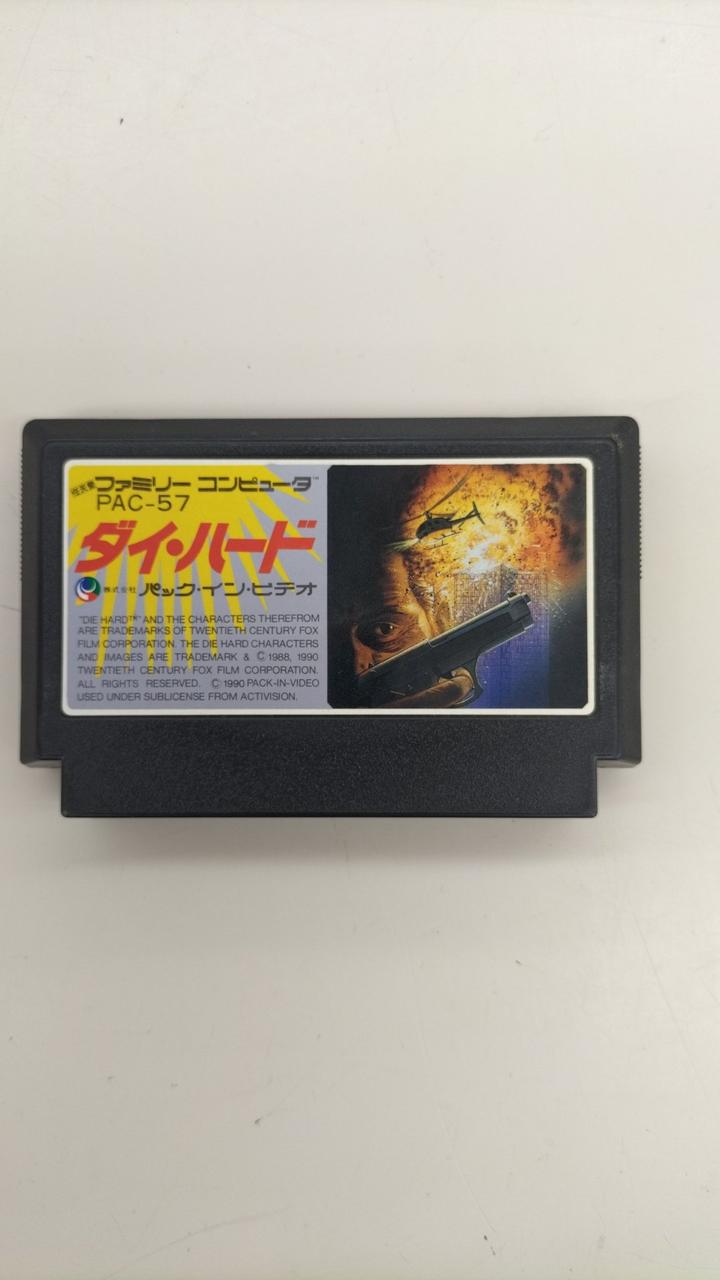 ファミリー コンピュータ™
PAC-57
ダイ・ハード
株式会社 パック・イン・ビデオ
"DIE HARD™" AND THE CHARACTERS THEREFROM
ARE TRADEMARKS OF TWENTIETH CENTURY FOX
FILM CORPORATION. THE DIE HARD CHARACTERS
AND IMAGES ARE TRADEMARK & ©1988, 1990
TWENTIETH CENTURY FOX FILM CORPORATION.
ALL RIGHTS RESERVED. ©1990 PACK-IN-VIDEO
USED UNDER SUBLICENSE FROM ACTIVISION.